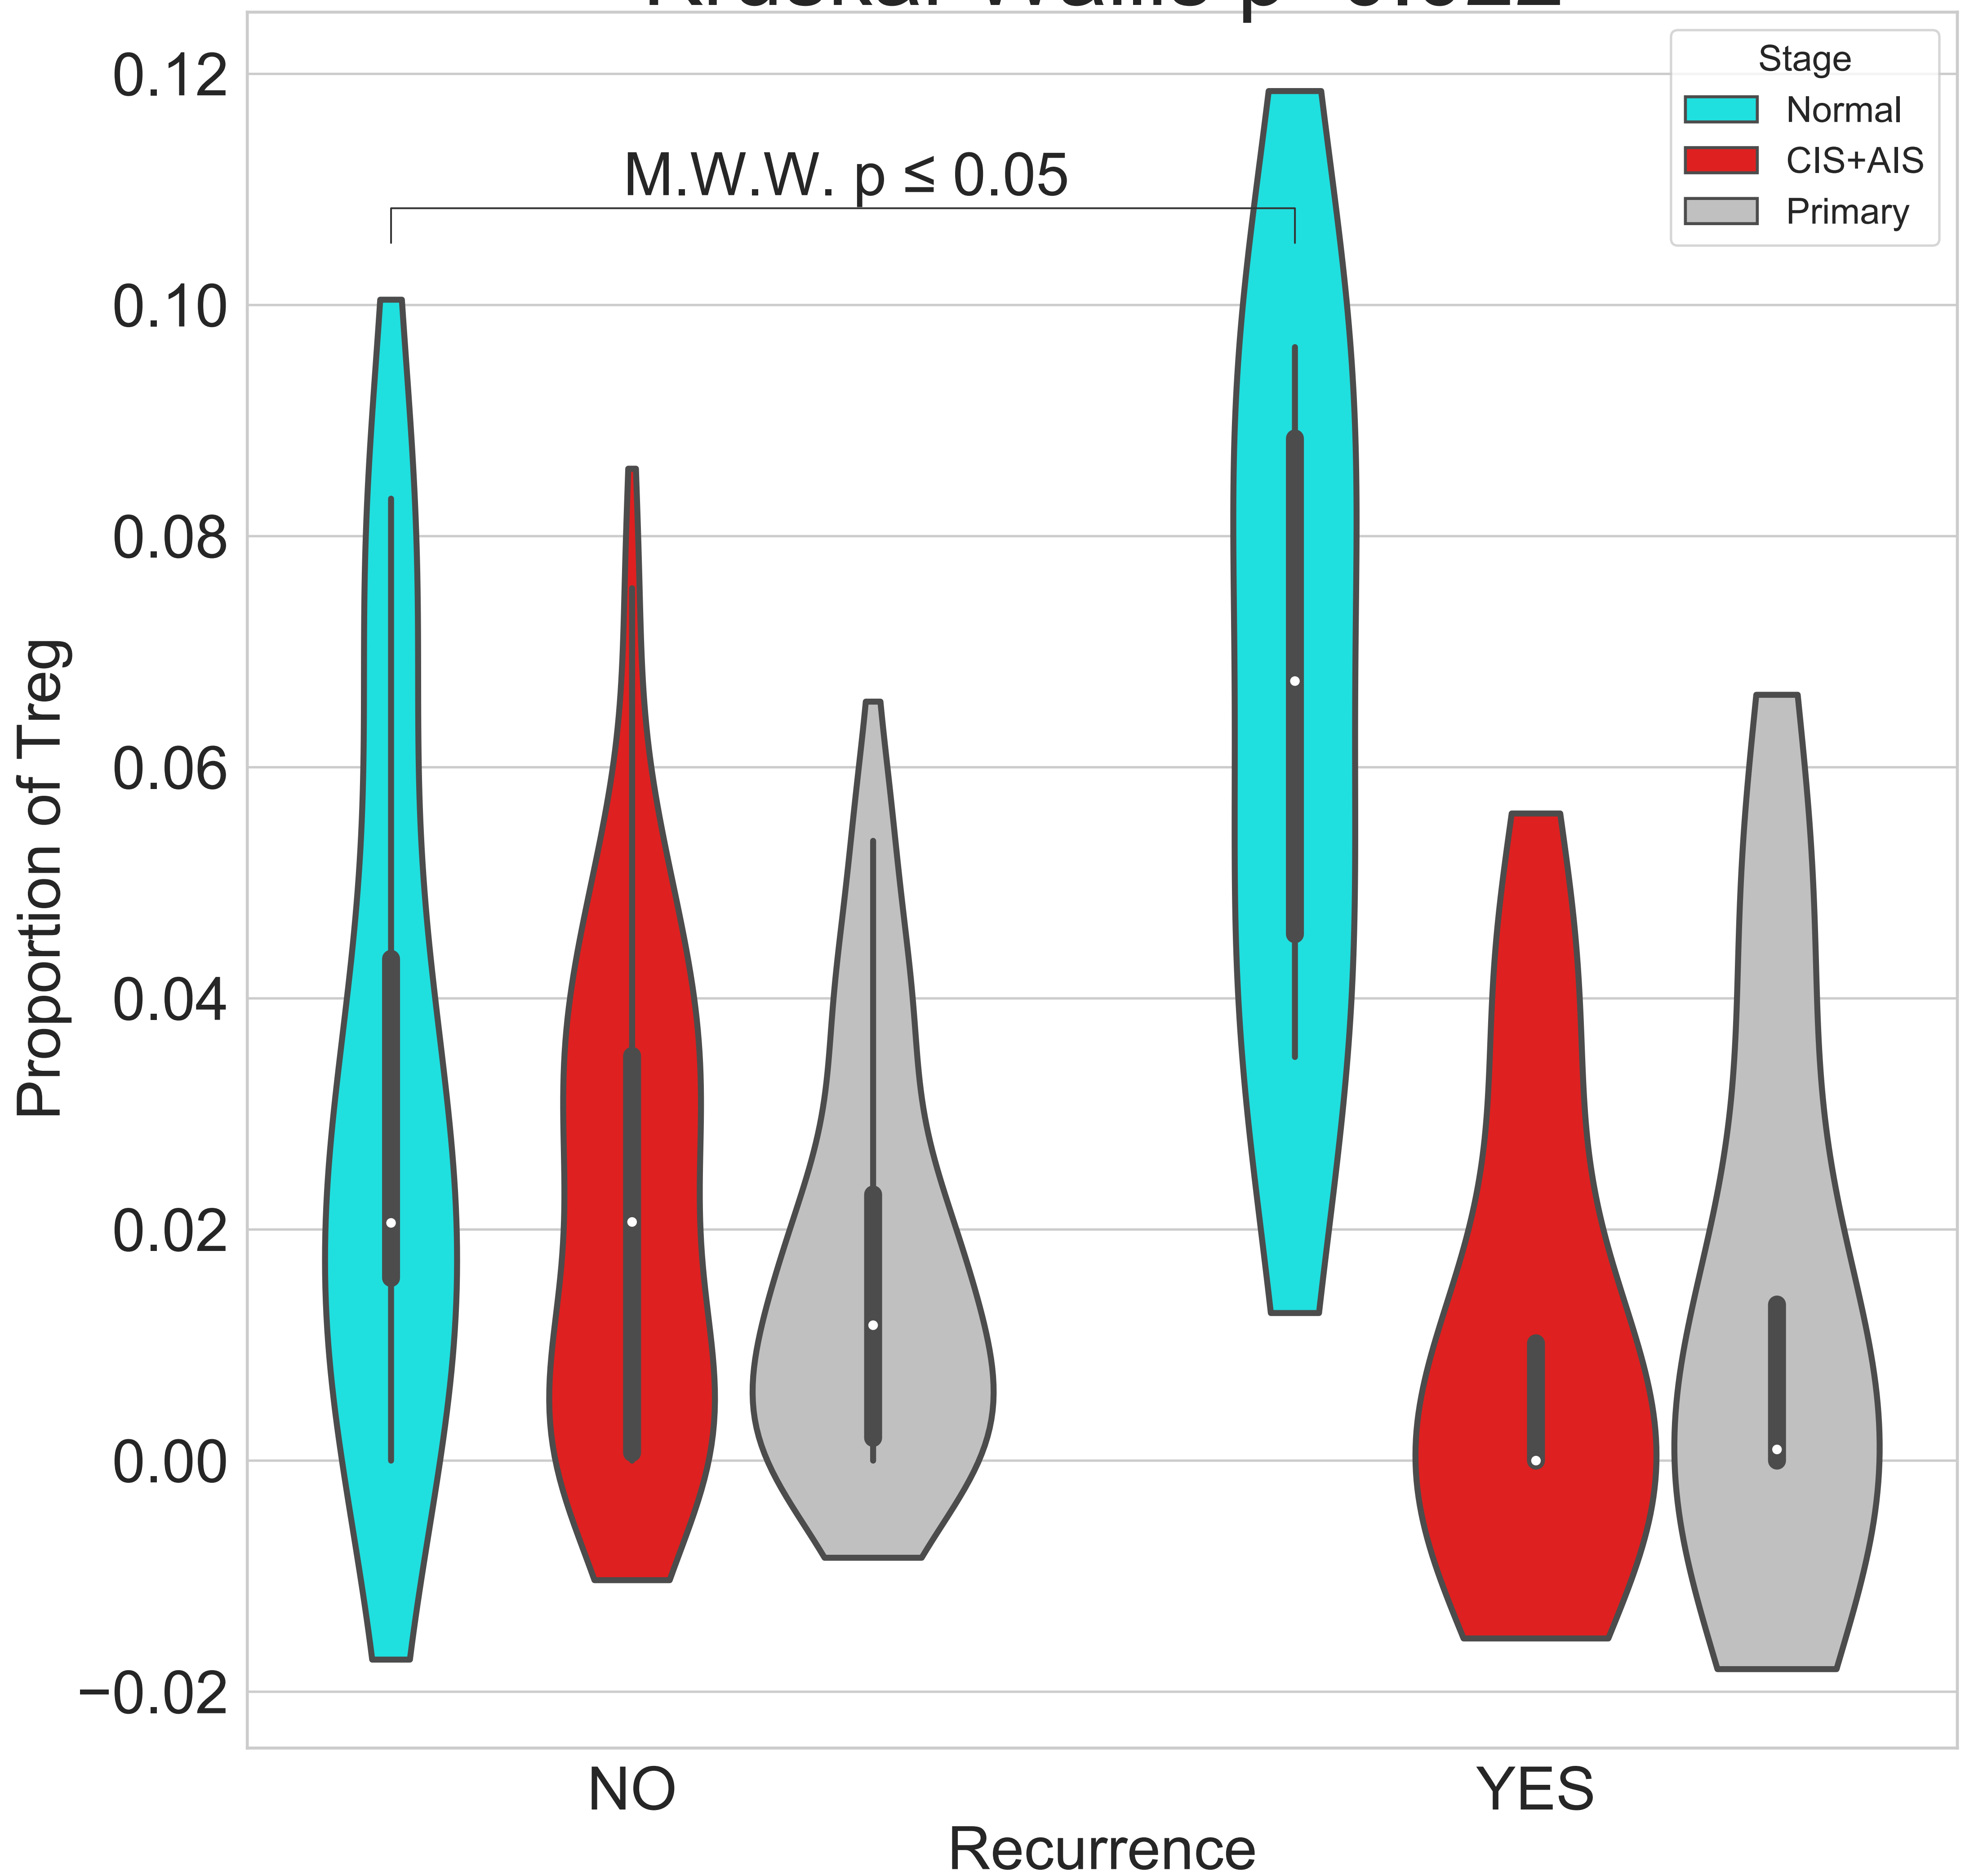 0.12
0.10
0.08
0.06
0.04
0.02
0.00
−0.02
Proportion of Treg
M.W.W. p ≤ 0.05
Stage
Normal
CIS+AIS
Primary
NO
YES
Recurrence